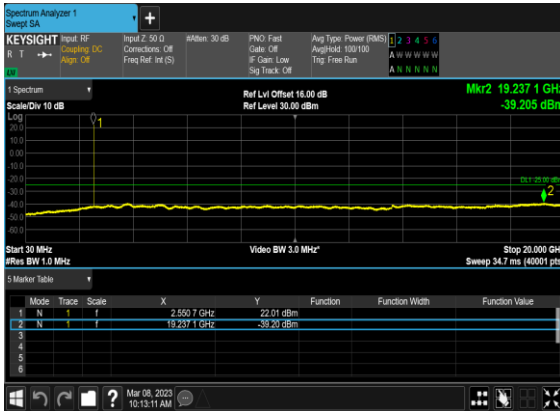 Spectrum Analyzer 1
Swept SA
+
KEYSIGHT Input: RF Input Z: 50 Ω #Atten: 30 dB PNO: Fast Avg Type: Power (RMS) 1 2 3 4 5 6
R T Coupling: DC Corrections: Off Gate: Off Avg|Hold: 100/100 A W W W W W
Align: Off Freq Ref: Int (S) IF Gain: Low Trig: Free Run
Sig Track: Off A N N N N N
1 Spectrum Ref Lvl Offset 16.00 dB Mkr2 19.237 1 GHz
Scale/Div 10 dB Ref Level 30.00 dBm -39.205 dBm
Log
1
20.0
10.0
0.00
-10.0
-20.0
DL1 -25.00 dBm
-30.0
2
-40.0
-50.0
-60.0
Start 30 MHz Video BW 3.0 MHz* Stop 20.000 GHz
#Res BW 1.0 MHz Sweep 34.7 ms (40001 pts)
5 Marker Table
Mode Trace Scale X Y Function Function Width Function Value
1 N 1 f 2.550 7 GHz 22.01 dBm
2 N 1 f 19.237 1 GHz -39.20 dBm
3
4
5
6
? Mar 08, 2023
10:13:11 AM